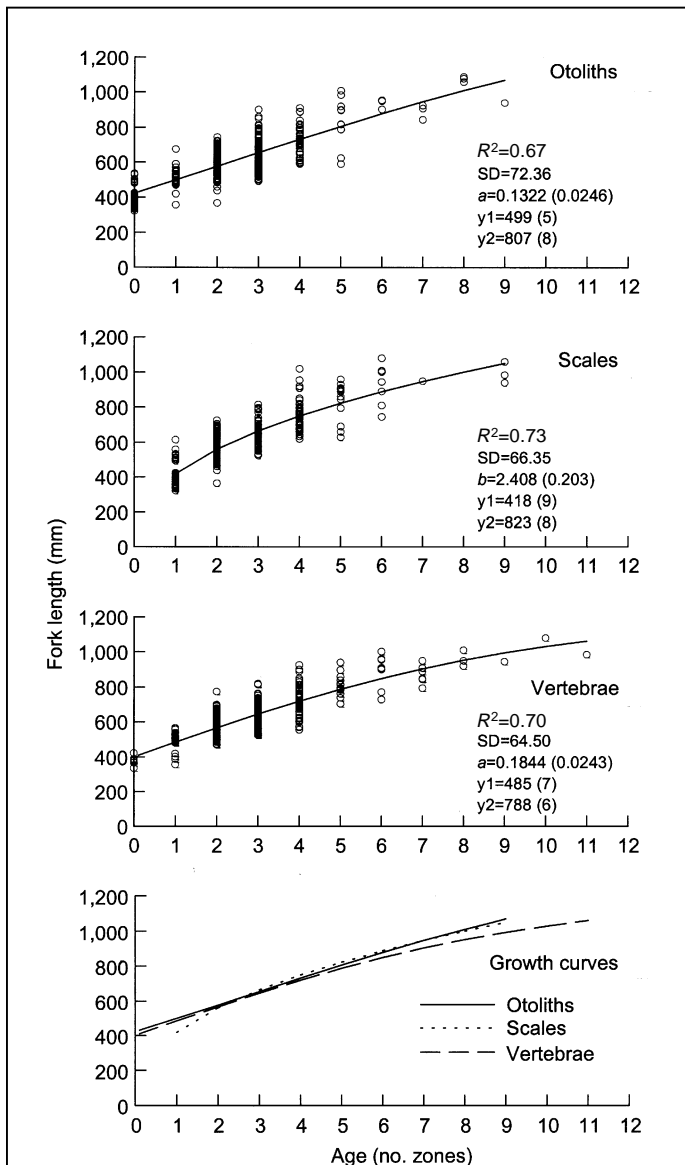 1,200
1,000
800
600
400
200
0
Otoliths
R²=0.67
SD=72.36
a=0.1322 (0.0246)
y1=499 (5)
y2=807 (8)
0 1 2 3 4 5 6 7 8 9 10 11 12
1,200
1,000
800
600
400
200
0
Scales
R²=0.73
SD=66.35
b=2.408 (0.203)
y1=418 (9)
y2=823 (8)
0 1 2 3 4 5 6 7 8 9 10 11 12
Fork length (mm)
1,200
1,000
800
600
400
200
0
Vertebrae
R²=0.70
SD=64.50
a=0.1844 (0.0243)
y1=485 (7)
y2=788 (6)
0 1 2 3 4 5 6 7 8 9 10 11 12
1,200
1,000
800
600
400
200
0
Growth curves
Otoliths
Scales
Vertebrae
0 1 2 3 4 5 6 7 8 9 10 11 12
Age (no. zones)